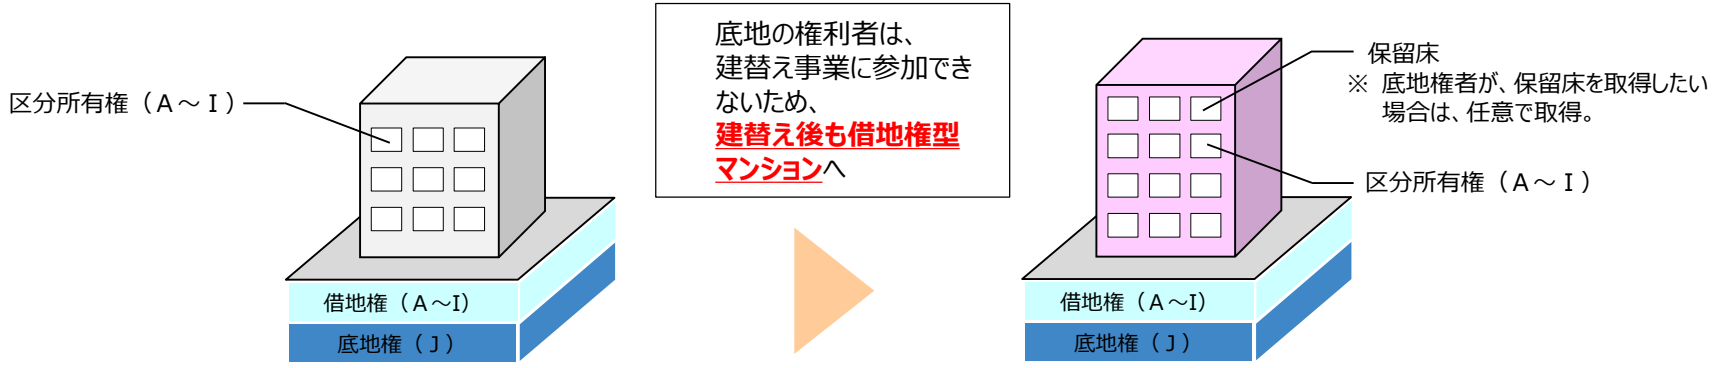 区分所有権（A～I）
借地権（A～I）
底地権（J）
底地の権利者は、
建替え事業に参加でき
ないため、
建替え後も借地権型
マンションへ
保留床
※ 底地権者が、保留床を取得したい
場合は、任意で取得。
区分所有権（A～I）
借地権（A～I）
底地権（J）